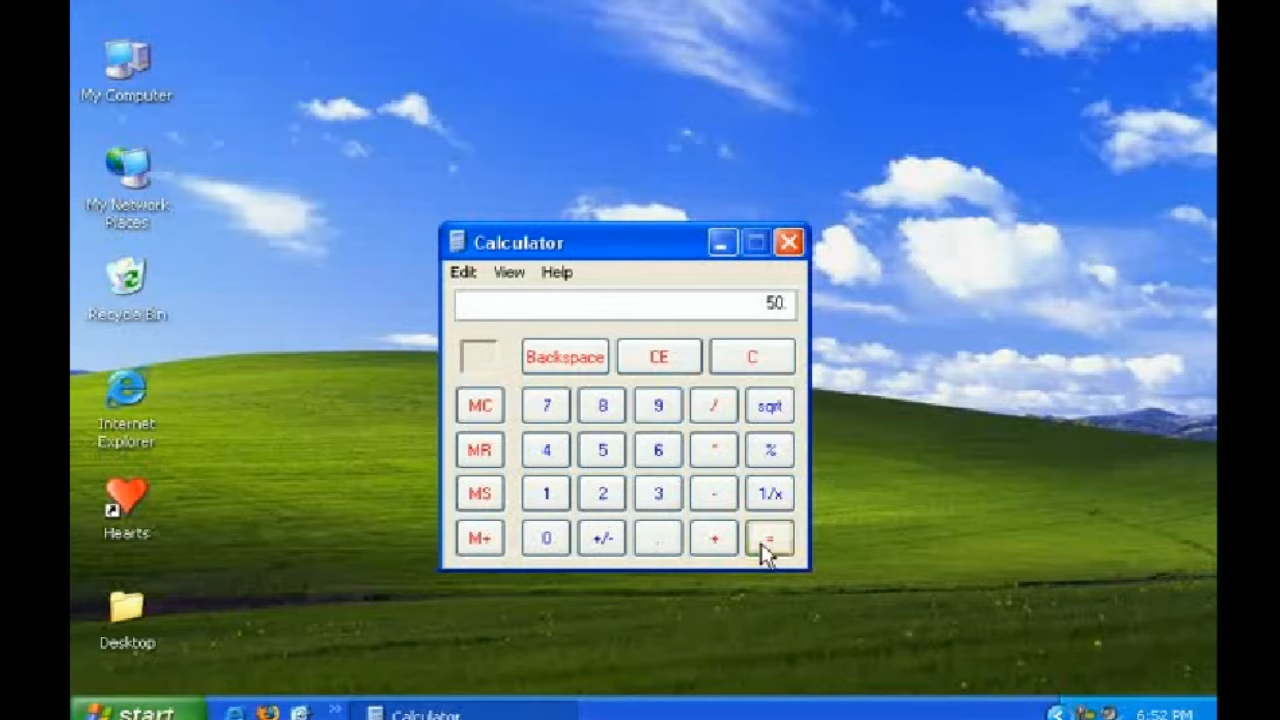 My Computer
My Network
Places
Recycle Bin
Internet
Explorer
Hearts
Desktop
Calculator
Edit View Help
50.
Backspace CE C
MC 7 8 9 / sqrt
MR 4 5 6 * %
MS 1 2 3 - 1/x
M+ 0 +/- . + =
start
Calculator
6:52 PM